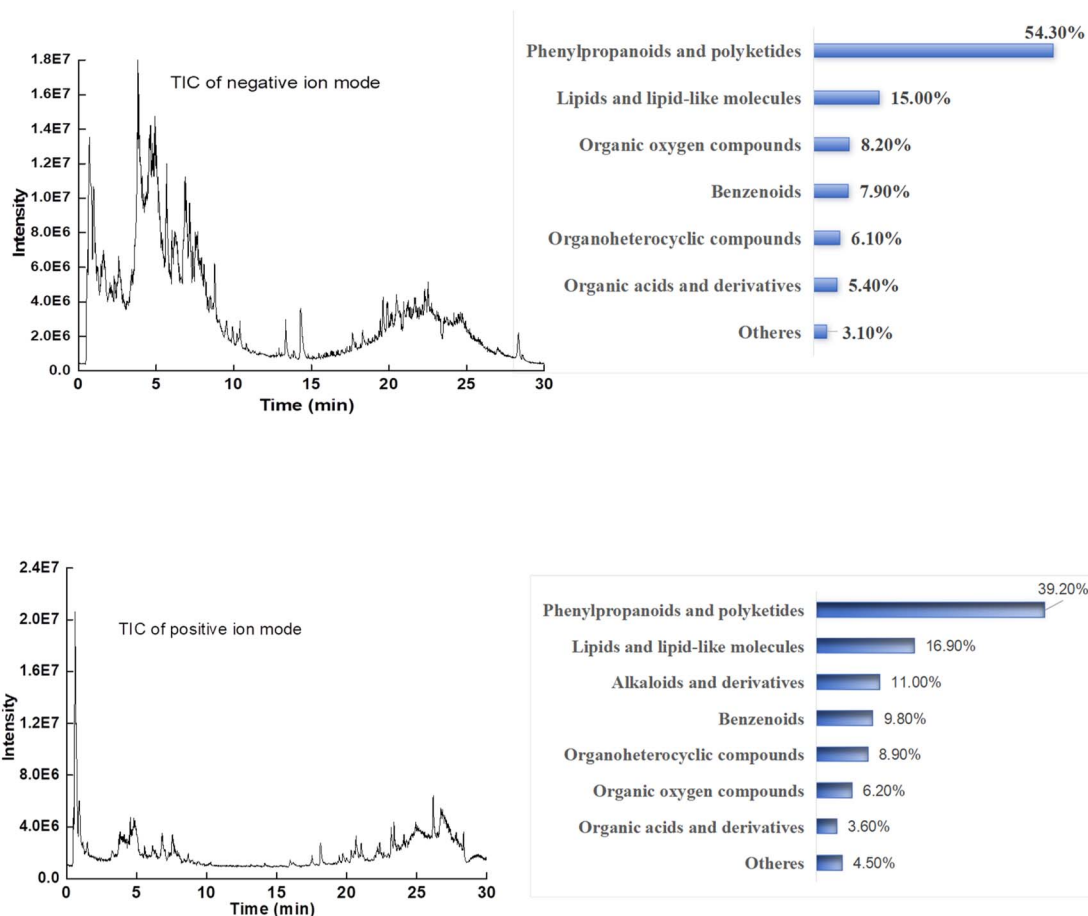 TIC of negative ion mode
Intensity
1.8E7
1.6E7
1.4E7
1.2E7
1.0E7
8.0E6
6.0E6
4.0E6
2.0E6
0.0
0 5 10 15 20 25 30
Time (min)
Phenylpropanoids and polyketides 54.30%
Lipids and lipid-like molecules 15.00%
Organic oxygen compounds 8.20%
Benzenoids 7.90%
Organoheterocyclic compounds 6.10%
Organic acids and derivatives 5.40%
Otheres 3.10%
TIC of positive ion mode
Intensity
2.4E7
2.0E7
1.6E7
1.2E7
8.0E6
4.0E6
0.0
0 5 10 15 20 25 30
Time (min)
Phenylpropanoids and polyketides 39.20%
Lipids and lipid-like molecules 16.90%
Alkaloids and derivatives 11.00%
Benzenoids 9.80%
Organoheterocyclic compounds 8.90%
Organic oxygen compounds 6.20%
Organic acids and derivatives 3.60%
Otheres 4.50%